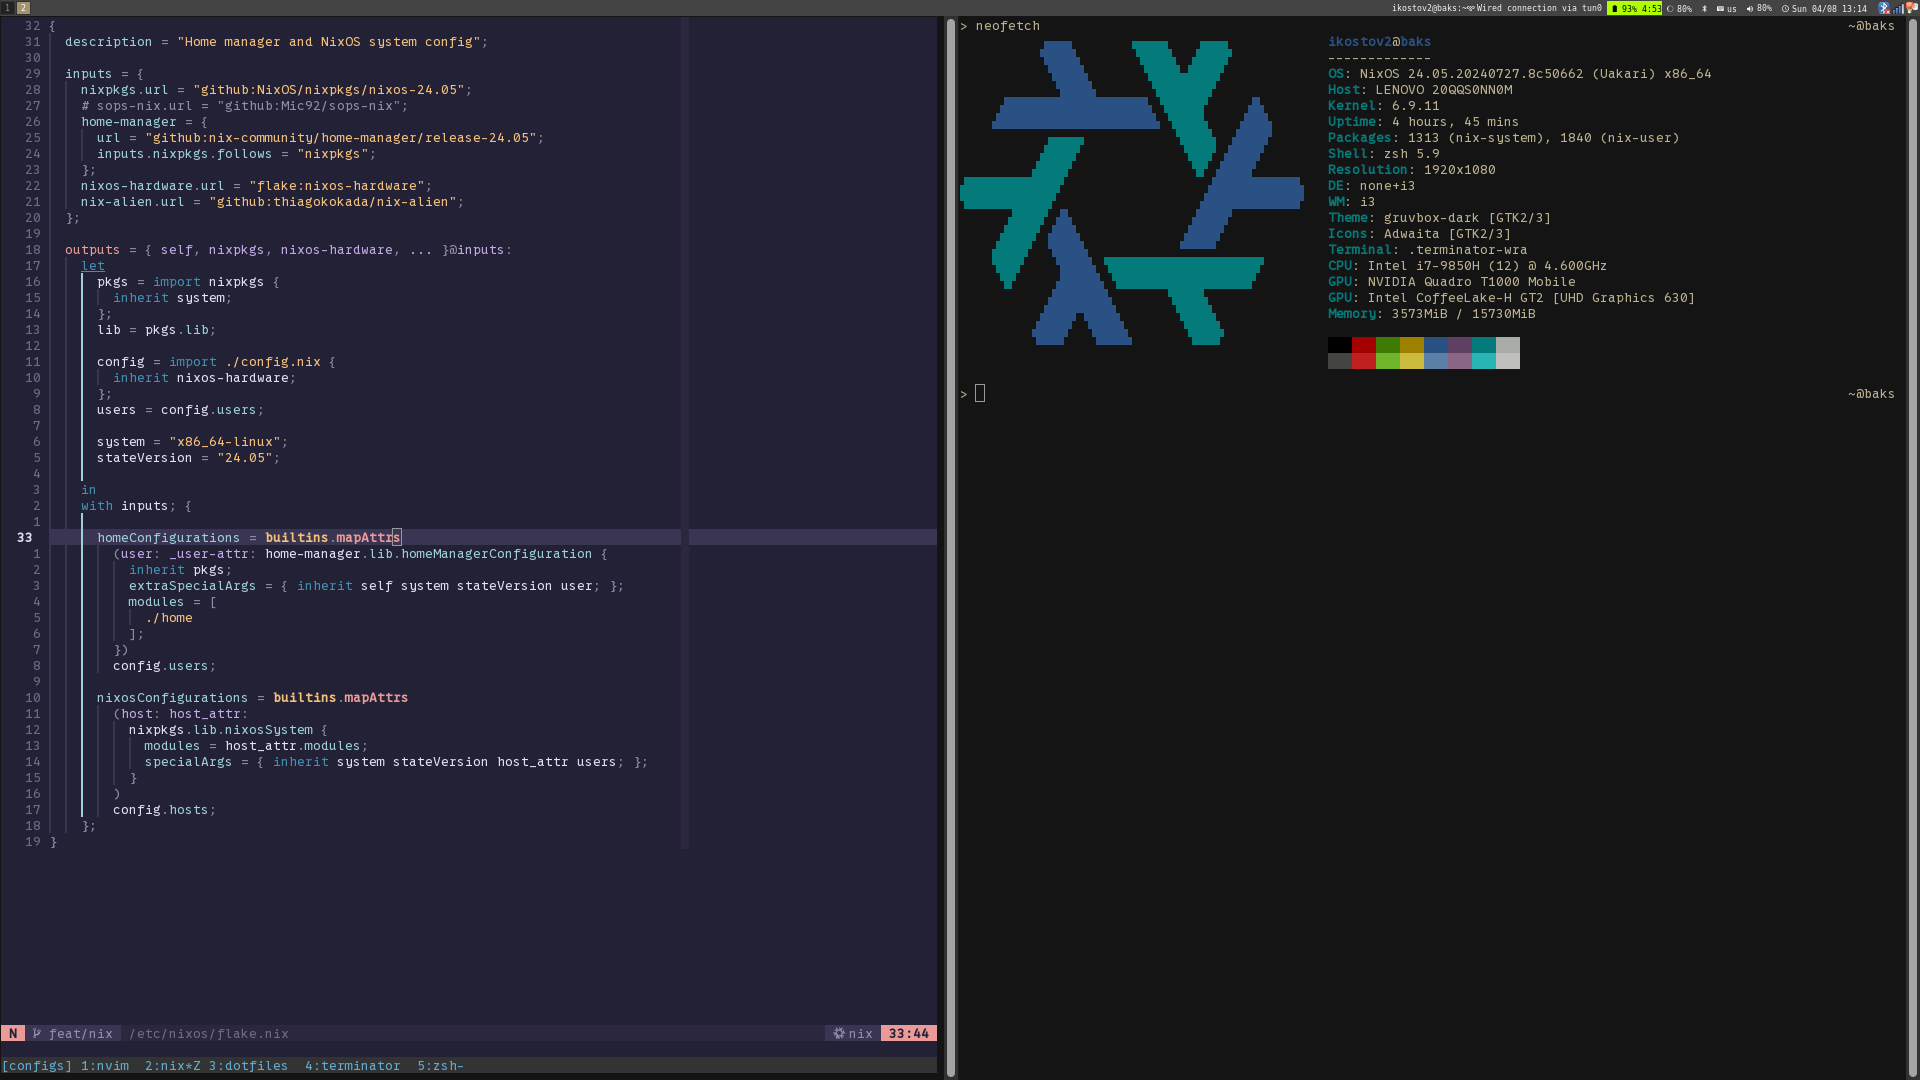 1 2
ikostov2@baks:~ Wired connection via tun0 93% 4:53 80% us 80% Sun 04/08 13:14
32 {
31 description = "Home manager and NixOS system config";
30
29 inputs = {
28 nixpkgs.url = "github:NixOS/nixpkgs/nixos-24.05";
27 # sops-nix.url = "github:Mic92/sops-nix";
26 home-manager = {
25 url = "github:nix-community/home-manager/release-24.05";
24 inputs.nixpkgs.follows = "nixpkgs";
23 };
22 nixos-hardware.url = "flake:nixos-hardware";
21 nix-alien.url = "github:thiagokokada/nix-alien";
20 };
19
18 outputs = { self, nixpkgs, nixos-hardware, ... }@inputs:
17 let
16 pkgs = import nixpkgs {
15 inherit system;
14 };
13 lib = pkgs.lib;
12
11 config = import ./config.nix {
10 inherit nixos-hardware;
9 };
8 users = config.users;
7
6 system = "x86_64-linux";
5 stateVersion = "24.05";
4
3 in
2 with inputs; {
1
33 homeConfigurations = builtins.mapAttrs
1 (user: _user-attr: home-manager.lib.homeManagerConfiguration {
2 inherit pkgs;
3 extraSpecialArgs = { inherit self system stateVersion user; };
4 modules = [
5 ./home
6 ];
7 })
8 config.users;
9
10 nixosConfigurations = builtins.mapAttrs
11 (host: host_attr:
12 nixpkgs.lib.nixosSystem {
13 modules = host_attr.modules;
14 specialArgs = { inherit system stateVersion host_attr users; };
15 }
16 )
17 config.hosts;
18 };
19 }
N feat/nix /etc/nixos/flake.nix nix 33:44
[configs] 1:nvim 2:nix*Z 3:dotfiles 4:terminator 5:zsh-
> neofetch ~@baks
ikostov2@baks
-------------
OS: NixOS 24.05.20240727.8c50662 (Uakari) x86_64
Host: LENOVO 20QQS0NN0M
Kernel: 6.9.11
Uptime: 4 hours, 45 mins
Packages: 1313 (nix-system), 1840 (nix-user)
Shell: zsh 5.9
Resolution: 1920x1080
DE: none+i3
WM: i3
Theme: gruvbox-dark [GTK2/3]
Icons: Adwaita [GTK2/3]
Terminal: .terminator-wra
CPU: Intel i7-9850H (12) @ 4.600GHz
GPU: NVIDIA Quadro T1000 Mobile
GPU: Intel CoffeeLake-H GT2 [UHD Graphics 630]
Memory: 3573MiB / 15730MiB
> ~@baks